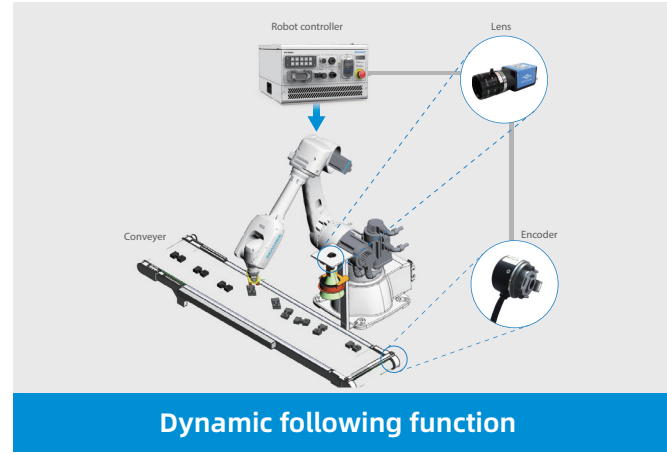 Robot controller
Lens
Conveyer
Encoder
Dynamic following function